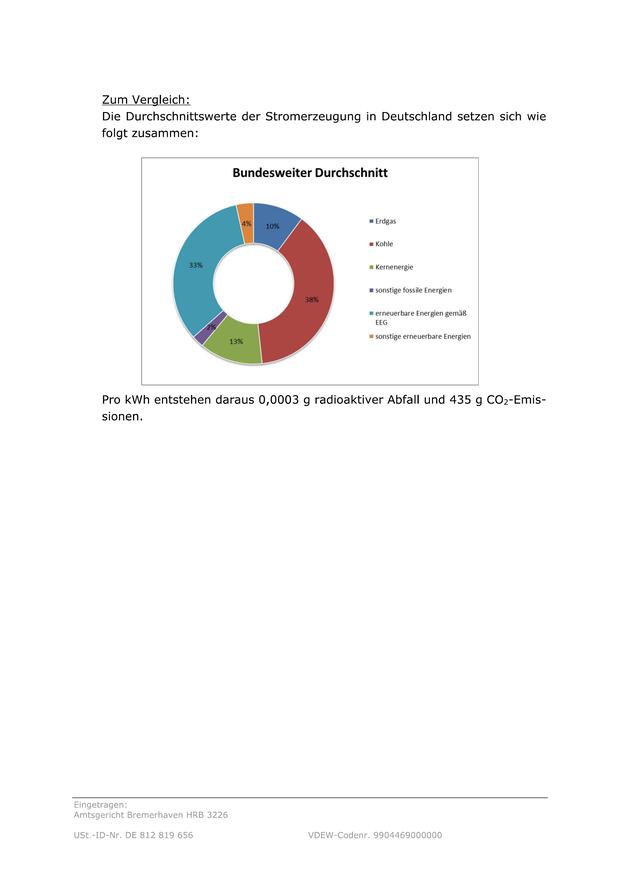 Zum Vergleich:
Die Durchschnittswerte der Stromerzeugung in Deutschland setzen sich wie
folgt zusammen:
Bundesweiter Durchschnitt
4%
10%
33%
38%
2%
13%
Erdgas
Kohle
Kernenergie
sonstige fossile Energien
erneuerbare Energien gemäß
EEG
sonstige erneuerbare Energien
Pro kWh entstehen daraus 0,0003 g radioaktiver Abfall und 435 g CO₂-Emis-
sionen.
Eingetragen:
Amtsgericht Bremerhaven HRB 3226
USt.-ID-Nr. DE 812 819 656 VDEW-Codenr. 9904469000000